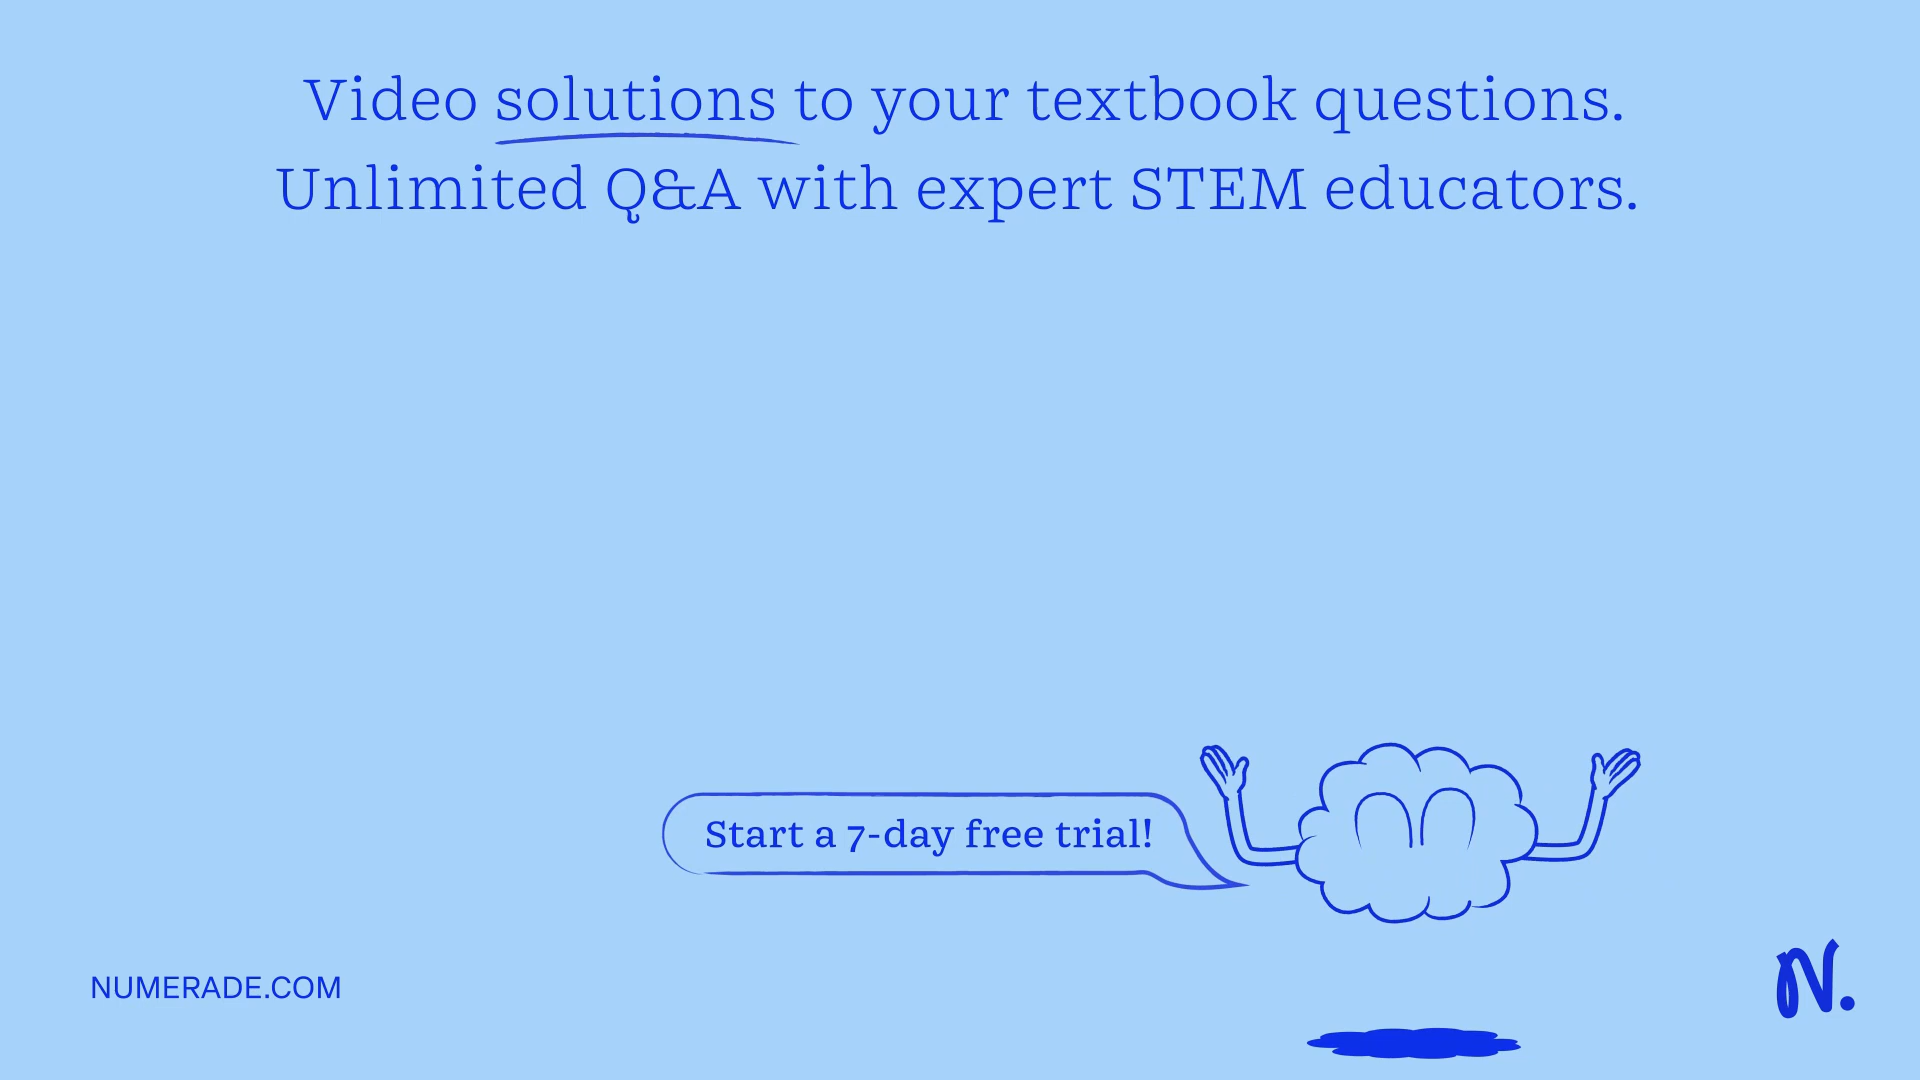 Video solutions to your textbook questions.
Unlimited Q&A with expert STEM educators.
Start a 7-day free trial!
NUMERADE.COM
N.